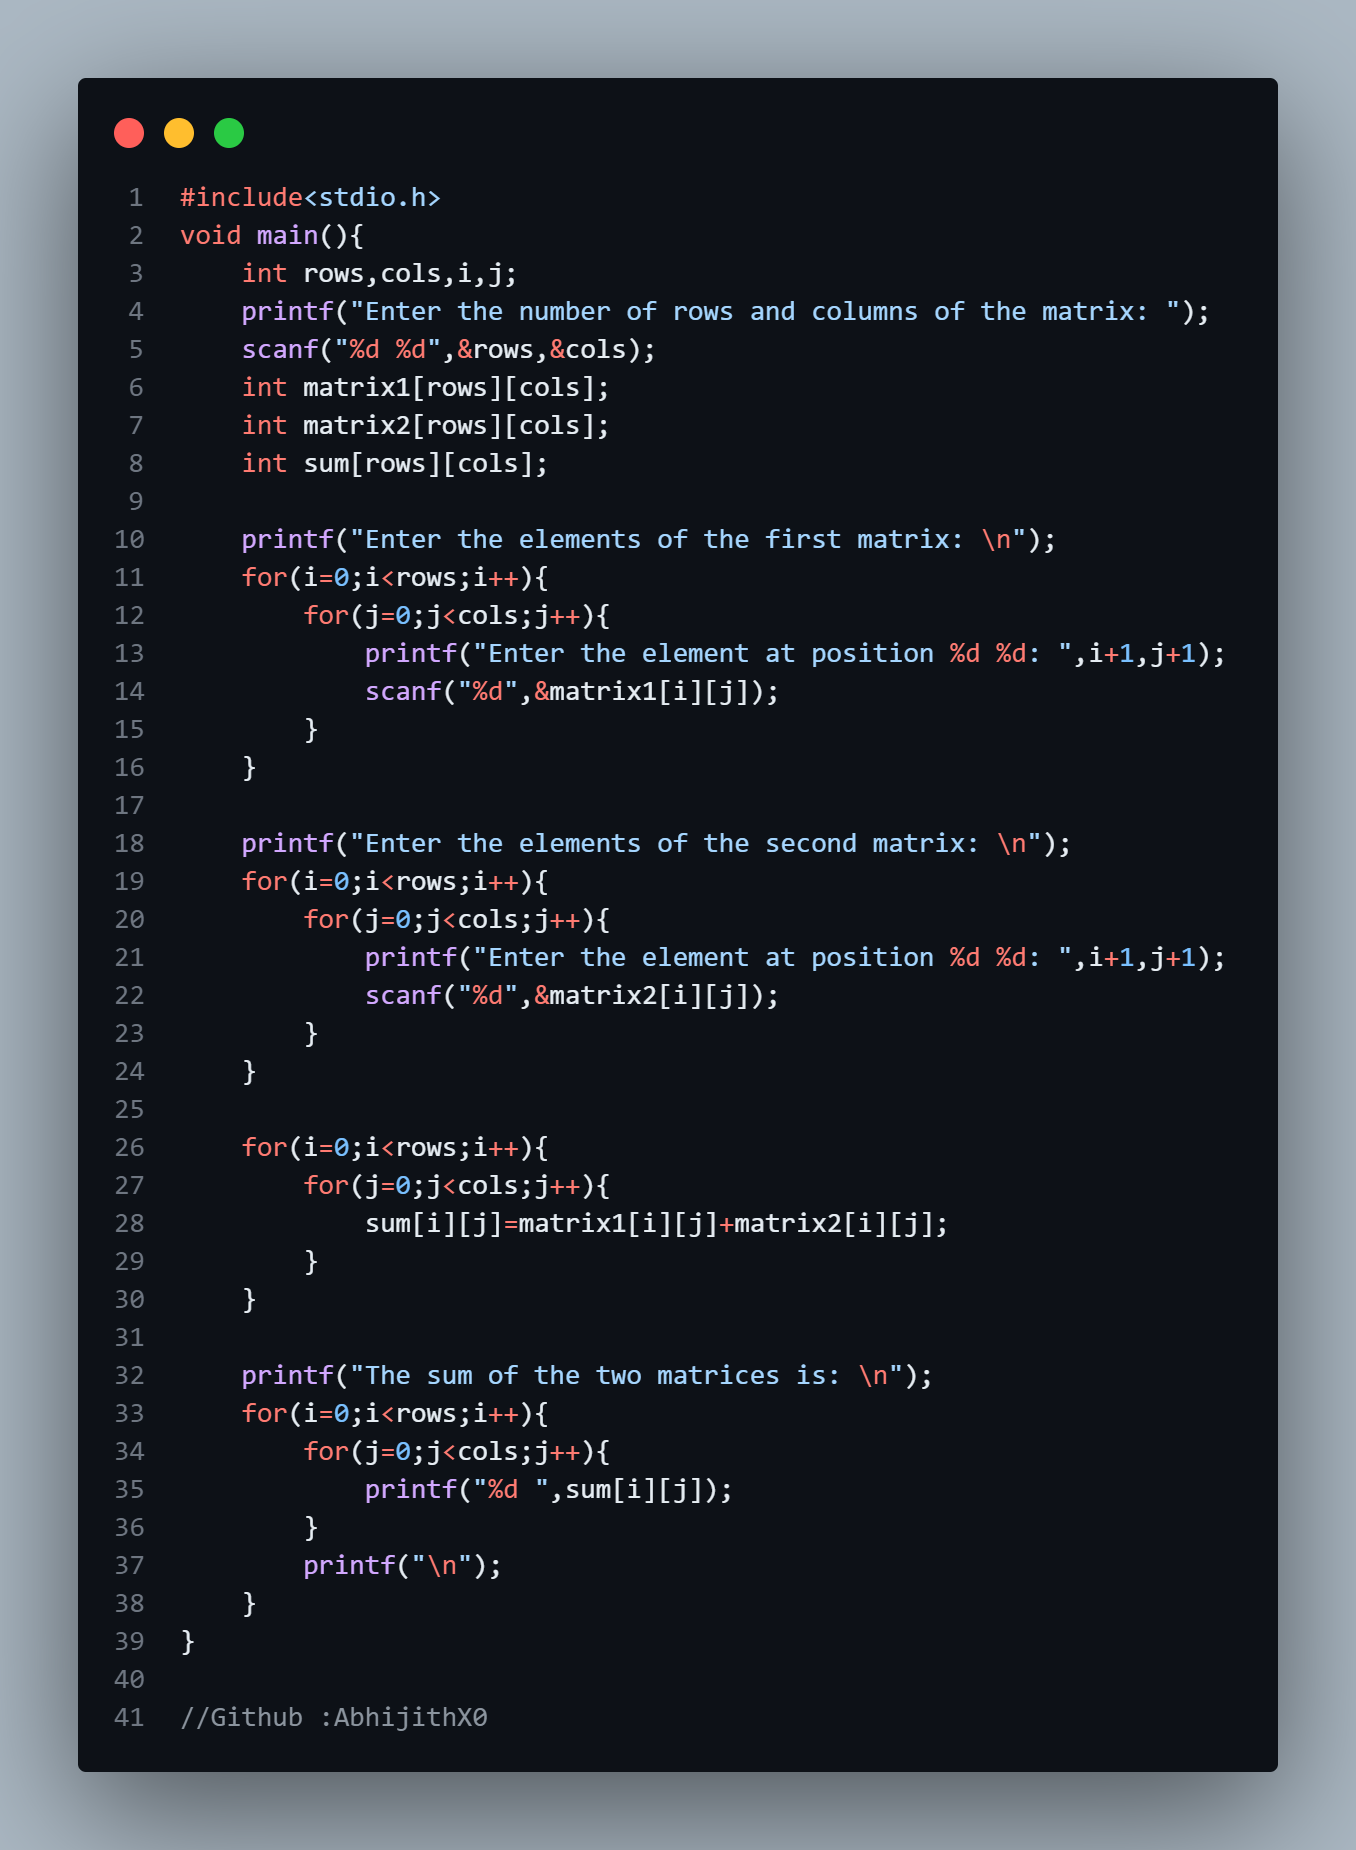 1 #include<stdio.h>
2 void main(){
3     int rows,cols,i,j;
4     printf("Enter the number of rows and columns of the matrix: ");
5     scanf("%d %d",&rows,&cols);
6     int matrix1[rows][cols];
7     int matrix2[rows][cols];
8     int sum[rows][cols];
9
10     printf("Enter the elements of the first matrix: \n");
11     for(i=0;i<rows;i++){
12         for(j=0;j<cols;j++){
13             printf("Enter the element at position %d %d: ",i+1,j+1);
14             scanf("%d",&matrix1[i][j]);
15         }
16     }
17
18     printf("Enter the elements of the second matrix: \n");
19     for(i=0;i<rows;i++){
20         for(j=0;j<cols;j++){
21             printf("Enter the element at position %d %d: ",i+1,j+1);
22             scanf("%d",&matrix2[i][j]);
23         }
24     }
25
26     for(i=0;i<rows;i++){
27         for(j=0;j<cols;j++){
28             sum[i][j]=matrix1[i][j]+matrix2[i][j];
29         }
30     }
31
32     printf("The sum of the two matrices is: \n");
33     for(i=0;i<rows;i++){
34         for(j=0;j<cols;j++){
35             printf("%d ",sum[i][j]);
36         }
37         printf("\n");
38     }
39 }
40
41 //Github :AbhijithX0